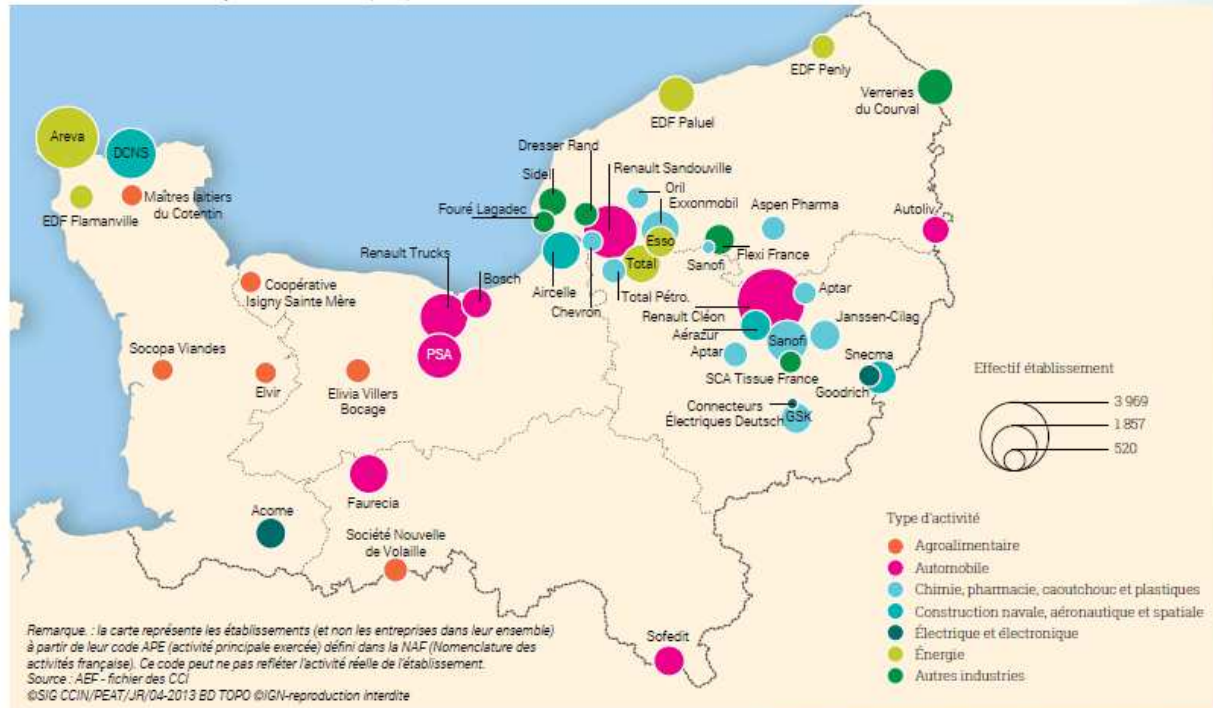 EDF Penly
Verreries
du Courval
EDF Paluel
Areva
DCNS
Dresser Rand
Renault Sandouville
Sidel
Oril
Exxonmobil
Aspen Pharma
Maîtres laitiers
du Cotentin
EDF Flamanville
Fouré Lagadec
Autoliv
Esso
Renault Trucks
Total
Sanofi
Flexi France
Bosch
Coopérative
Isigny Sainte Mère
Aircelle
Total Pétro.
Aptar
Chevron
Renault Cléon
Janssen-Cilag
Aérazur
Sanofi
Socopa Viandes
PSA
Aptar
Snecma
SCA Tissue France
Goodrich
Elvir
Elivia Villers
Bocage
Connecteurs
Électriques Deutsch
GSK
Effectif établissement
3 969
1 857
520
Faurecia
Acome
Société Nouvelle
de Volaille
Sofedit
Type d'activité
Agroalimentaire
Automobile
Chimie, pharmacie, caoutchouc et plastiques
Construction navale, aéronautique et spatiale
Électrique et électronique
Énergie
Autres industries
Remarque. : la carte représente les établissements (et non les entreprises dans leur ensemble)
à partir de leur code APE (activité principale exercée) défini dans la NAF (Nomenclature des
activités française). Ce code peut ne pas refléter l'activité réelle de l'établissement.
Source : AEF - fichier des CCI
©SIG CCIN/PEAT/JR/04-2013 BD TOPO ©IGN-reproduction interdite